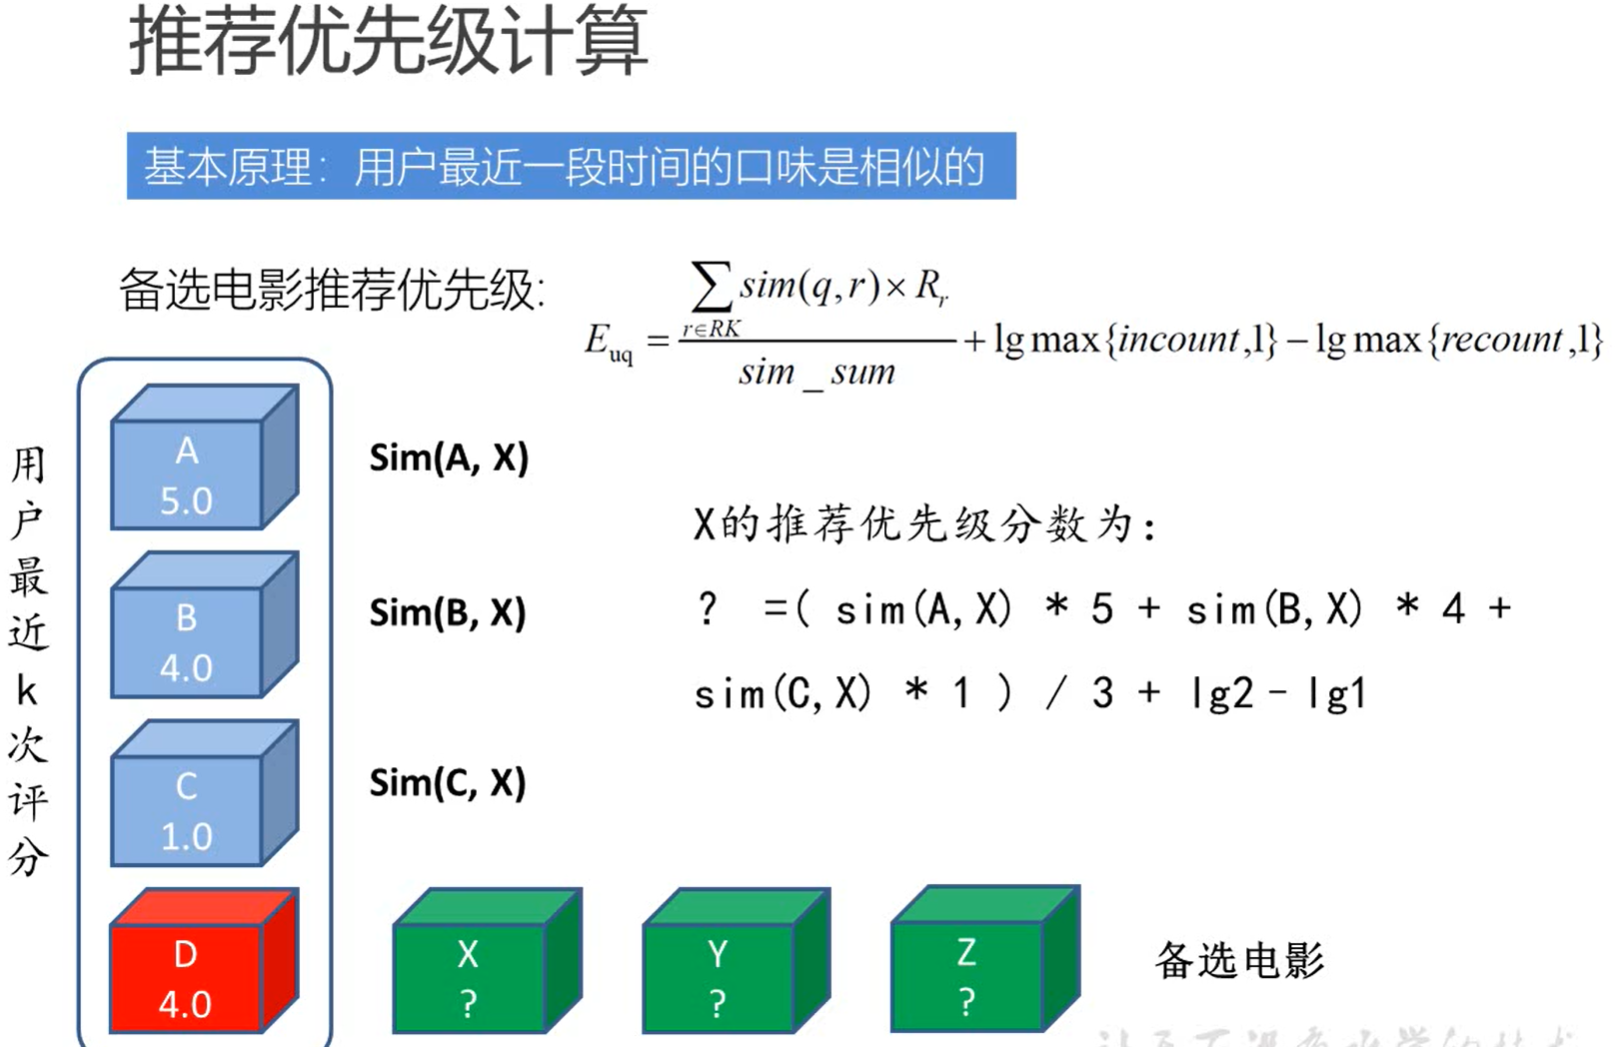 推荐优先级计算
基本原理：用户最近一段时间的口味是相似的
备选电影推荐优先级:
E_uq = ∑_{r∈RK} sim(q,r)×R_r / sim_sum + lg max{incount,1} − lg max{recount,1}
用户最近k次评分
A
5.0
Sim(A, X)
B
4.0
Sim(B, X)
C
1.0
Sim(C, X)
X的推荐优先级分数为：
? =( sim(A,X) * 5 + sim(B,X) * 4 +
sim(C,X) * 1 ) / 3 + lg2 - lg1
D
4.0
X
?
Y
?
Z
?
备选电影